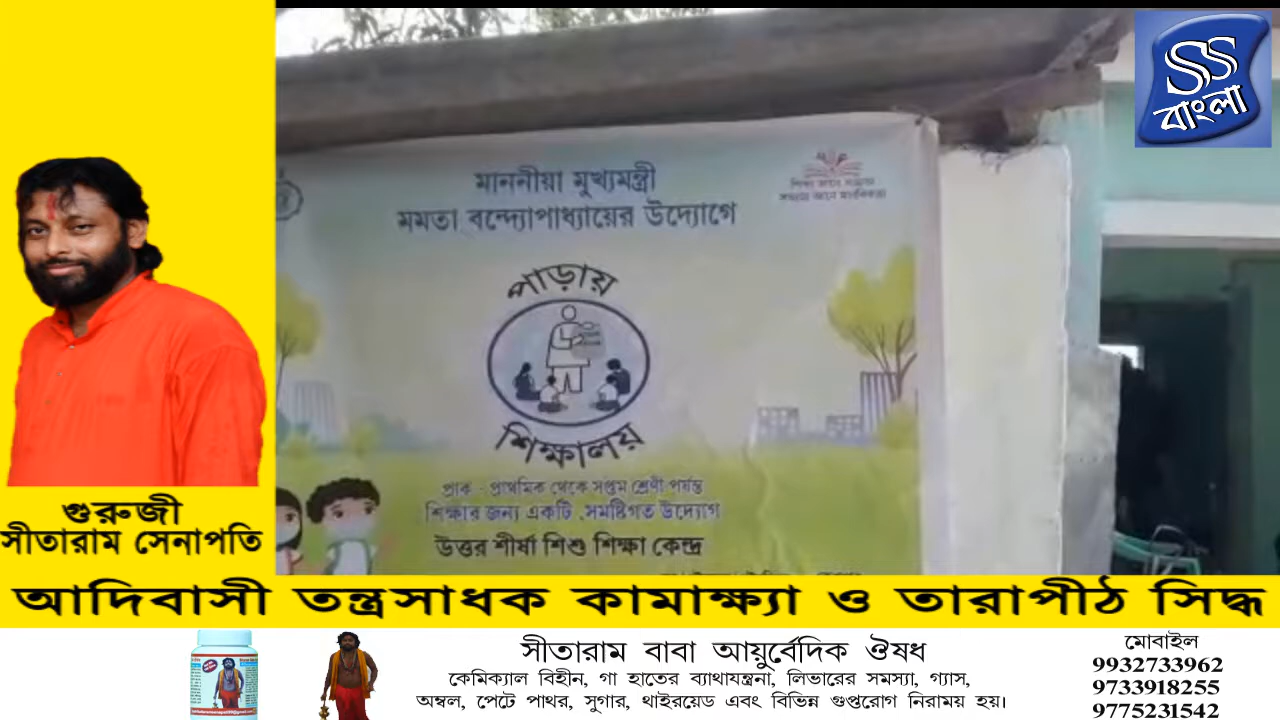 SS
বাংলা
মাননীয়া মুখ্যমন্ত্রী
মমতা বন্দ্যোপাধ্যায়ের উদ্যোগে
শিক্ষা আনে
পাড়ায়
শিক্ষালয়
প্রাক - প্রাথমিক থেকে সপ্তম শ্রেণী পর্যন্ত
শিক্ষার জন্য একটি সমষ্টিগত উদ্যোগ
উত্তর শীর্ষা শিশু শিক্ষা কেন্দ্র
গুরুজী
সীতারাম সেনাপতি
আদিবাসী তন্ত্রসাধক কামাক্ষ্যা ও তারাপীঠ সিদ্ধ
সীতারাম বাবা আয়ুর্বেদিক ঔষধ
কেমিক্যাল বিহীন, গা হাতের ব্যাথাযন্ত্রনা, লিভারের সমস্যা, গ্যাস,
অম্বল, পেটে পাথর, সুগার, থাইরয়েড এবং বিভিন্ন গুপ্তরোগ নিরাময় হয়।
মোবাইল
9932733962
9733918255
9775231542